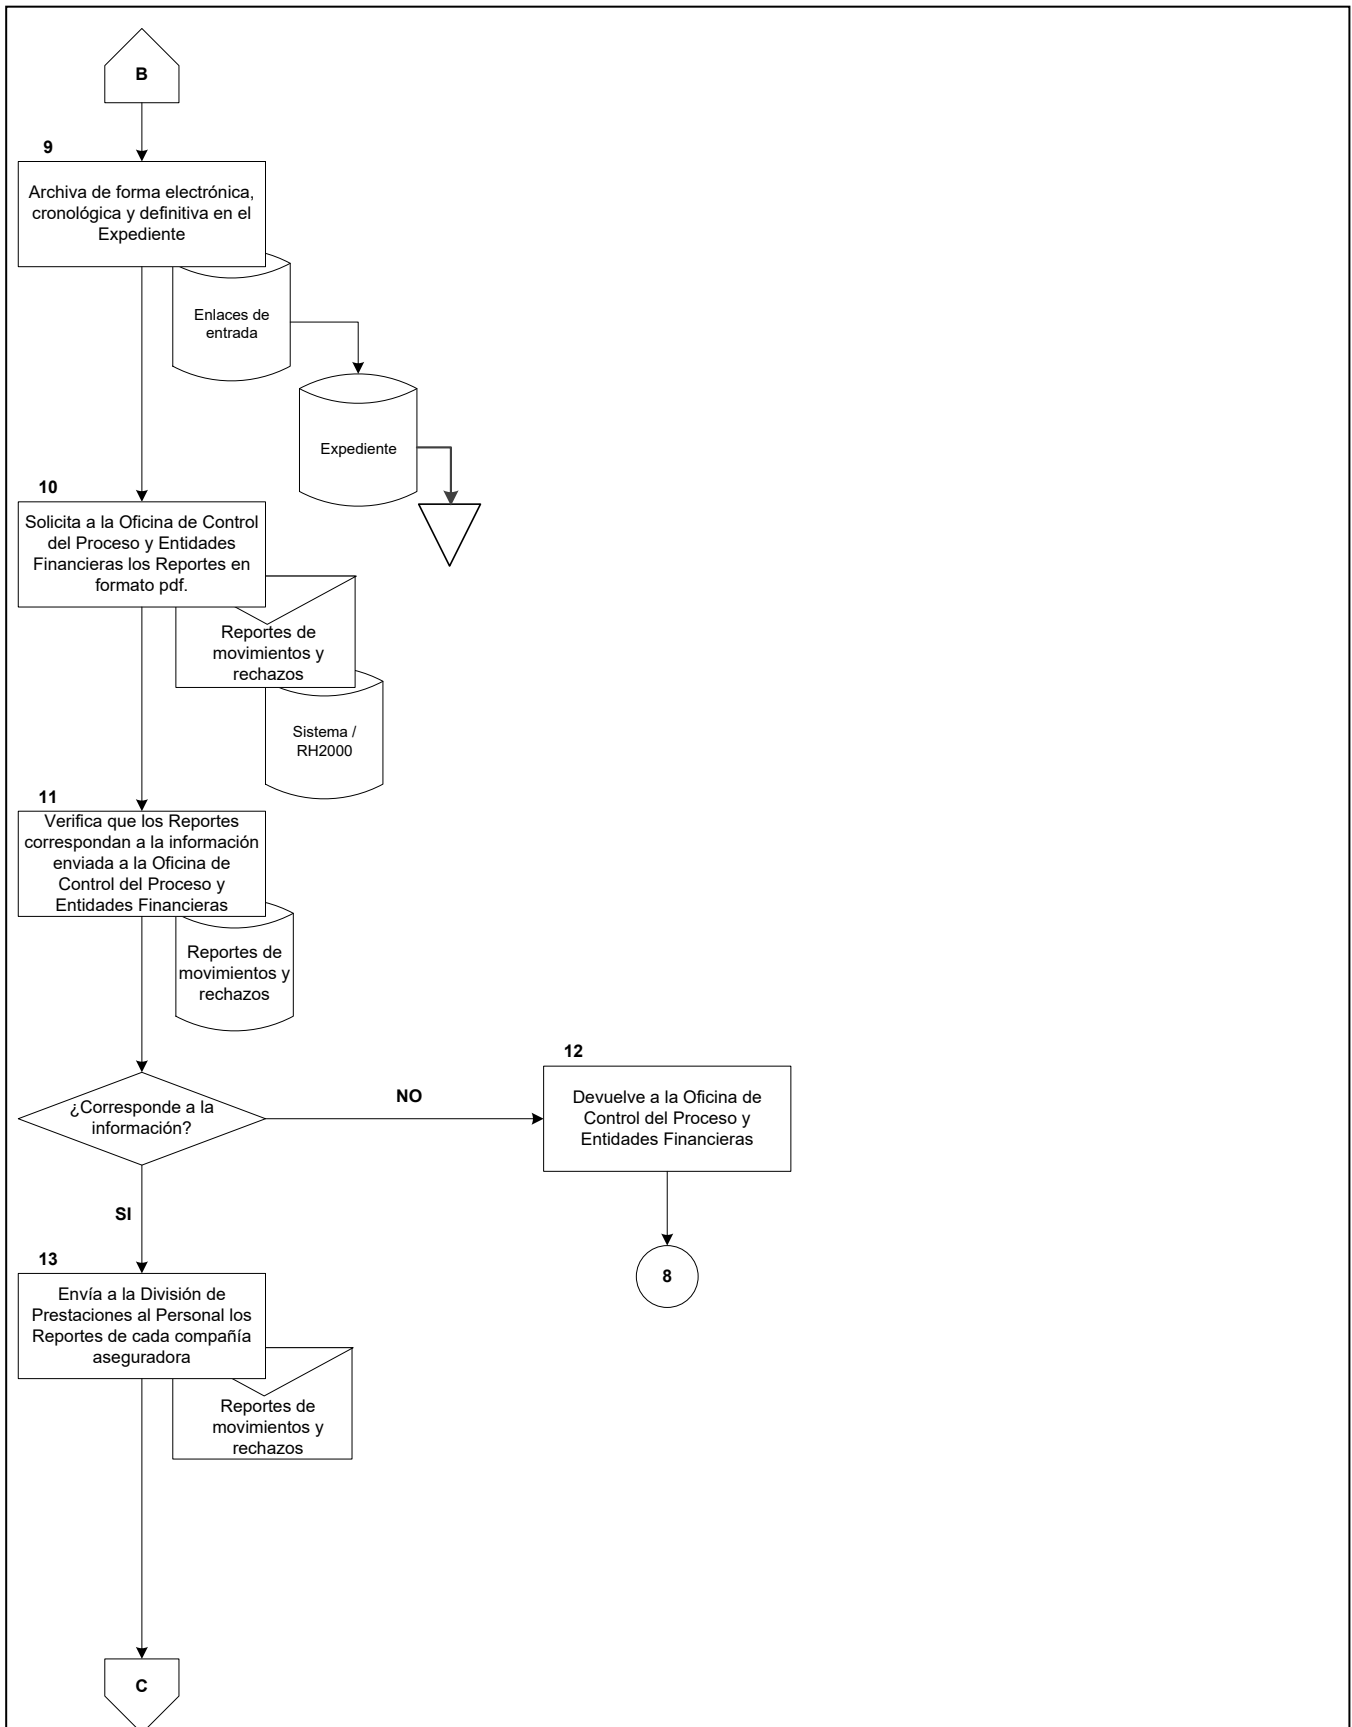 B
9
Archiva de forma electrónica,
cronológica y definitiva en el
Expediente
Enlaces de
entrada
Expediente
10
Solicita a la Oficina de Control
del Proceso y Entidades
Financieras los Reportes en
formato pdf.
Reportes de
movimientos y
rechazos
Sistema /
RH2000
11
Verifica que los Reportes
correspondan a la información
enviada a la Oficina de
Control del Proceso y
Entidades Financieras
Reportes de
movimientos y
rechazos
¿Corresponde a la
información?
NO
12
Devuelve a la Oficina de
Control del Proceso y
Entidades Financieras
8
SI
13
Envía a la División de
Prestaciones al Personal los
Reportes de cada compañía
aseguradora
Reportes de
movimientos y
rechazos
C